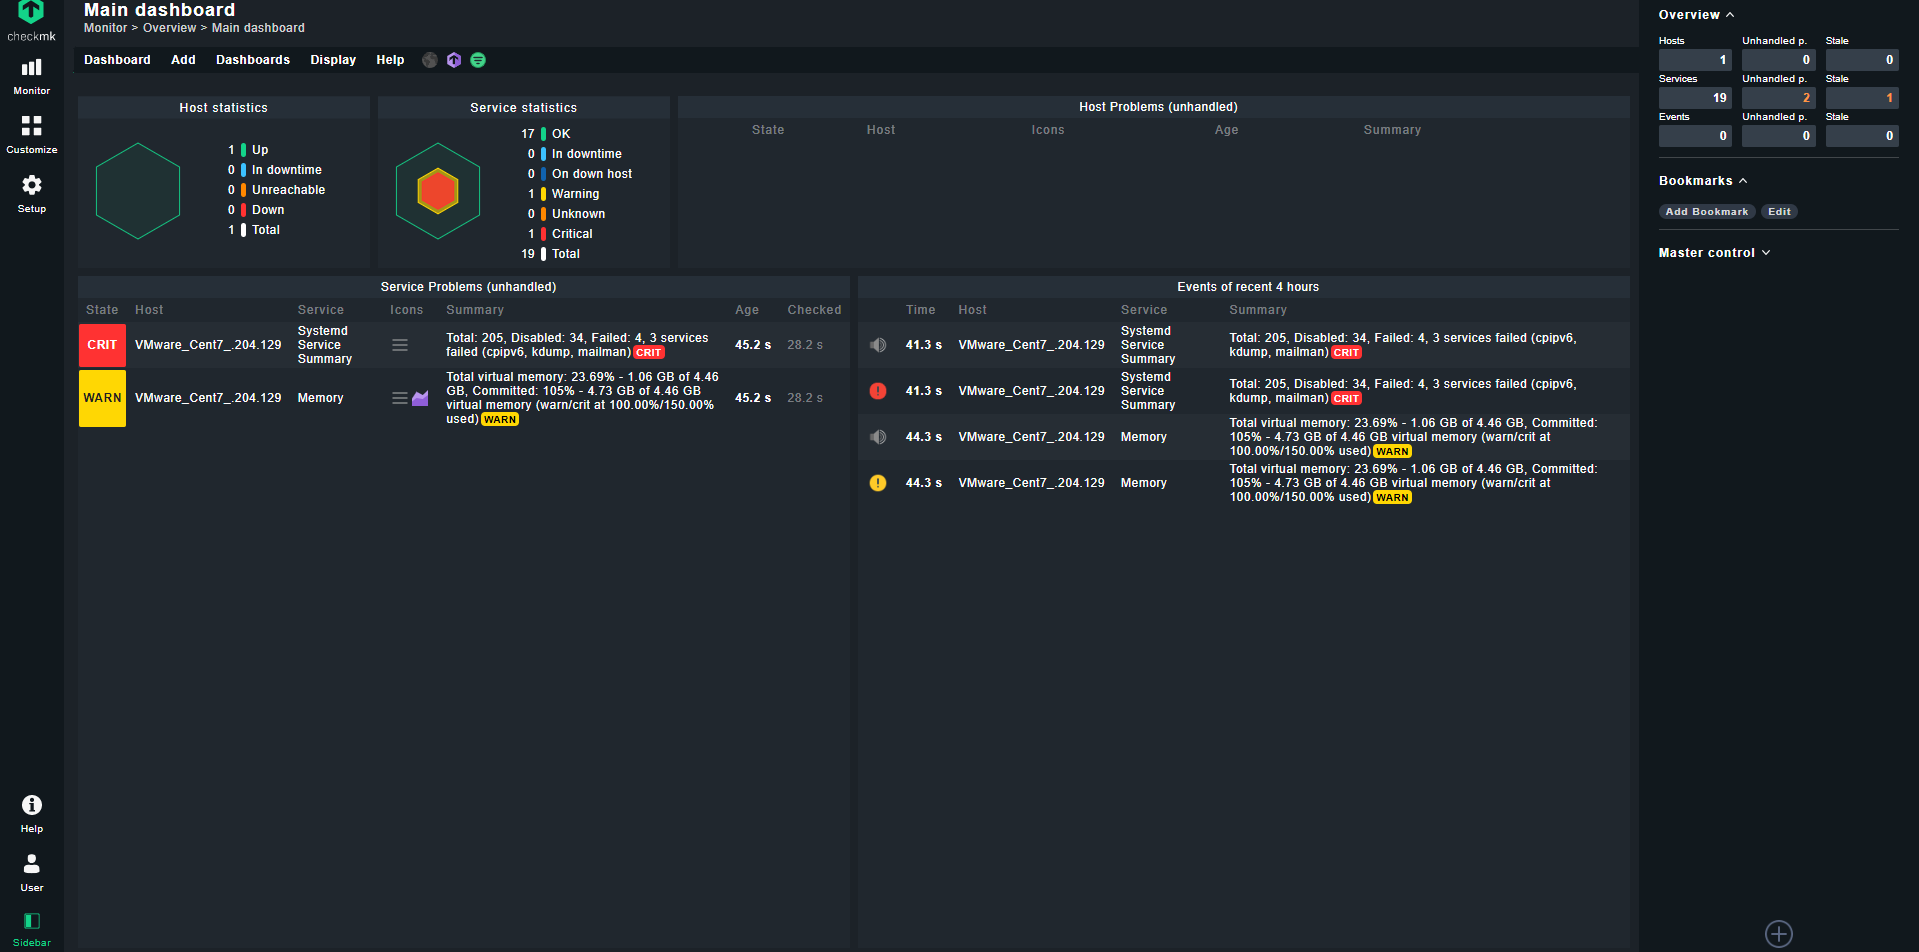 Main dashboard
Monitor > Overview > Main dashboard
checkmk
Monitor
Customize
Setup
Help
User
Sidebar
Dashboard Add Dashboards Display Help
Host statistics
1 Up
0 In downtime
0 Unreachable
0 Down
1 Total
Service statistics
17 OK
0 In downtime
0 On down host
1 Warning
0 Unknown
1 Critical
19 Total
Host Problems (unhandled)
State Host Icons Age Summary
Service Problems (unhandled)
State Host Service Icons Summary Age Checked
CRIT VMware_Cent7_.204.129 Systemd Service Summary Total: 205, Disabled: 34, Failed: 4, 3 services failed (cpipv6, kdump, mailman) CRIT 45.2 s 28.2 s
WARN VMware_Cent7_.204.129 Memory Total virtual memory: 23.69% - 1.06 GB of 4.46 GB, Committed: 105% - 4.73 GB of 4.46 GB virtual memory (warn/crit at 100.00%/150.00% used) WARN 45.2 s 28.2 s
Events of recent 4 hours
Time Host Service Summary
41.3 s VMware_Cent7_.204.129 Systemd Service Summary Total: 205, Disabled: 34, Failed: 4, 3 services failed (cpipv6, kdump, mailman) CRIT
41.3 s VMware_Cent7_.204.129 Systemd Service Summary Total: 205, Disabled: 34, Failed: 4, 3 services failed (cpipv6, kdump, mailman) CRIT
44.3 s VMware_Cent7_.204.129 Memory Total virtual memory: 23.69% - 1.06 GB of 4.46 GB, Committed: 105% - 4.73 GB of 4.46 GB virtual memory (warn/crit at 100.00%/150.00% used) WARN
44.3 s VMware_Cent7_.204.129 Memory Total virtual memory: 23.69% - 1.06 GB of 4.46 GB, Committed: 105% - 4.73 GB of 4.46 GB virtual memory (warn/crit at 100.00%/150.00% used) WARN
Overview
Hosts Unhandled p. Stale
1 0 0
Services Unhandled p. Stale
19 2 1
Events Unhandled p. Stale
0 0 0
Bookmarks
Add Bookmark Edit
Master control